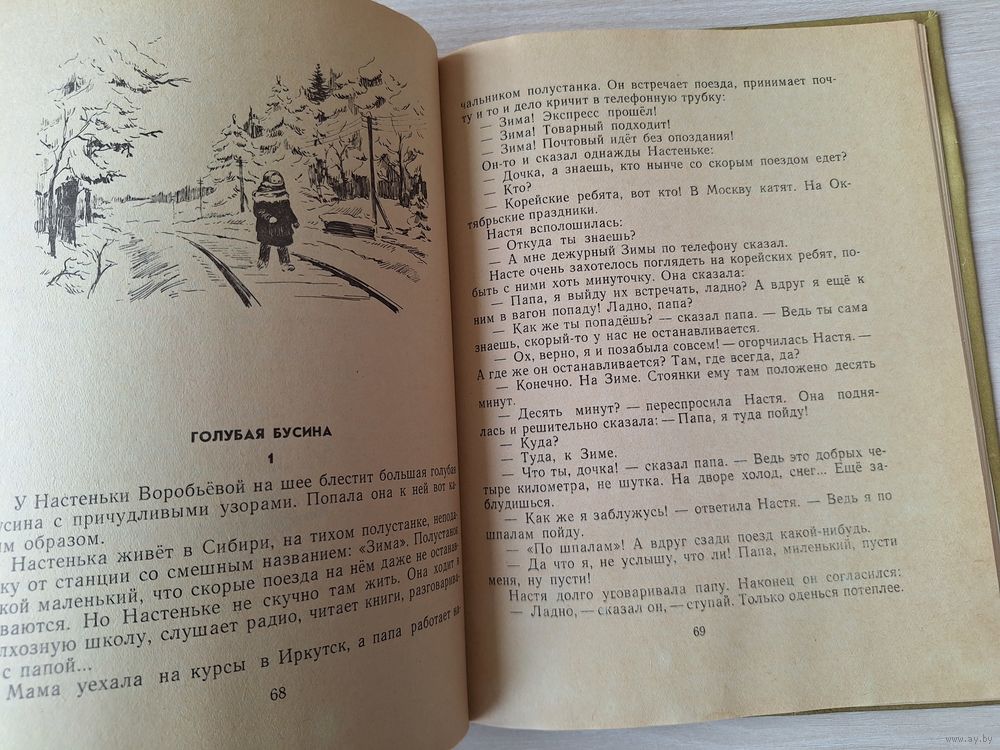 ГОЛУБАЯ БУСИНА
1
У Настеньки Воробьёвой на шее блестит большая голубая
усина с причудливыми узорами. Попала она к ней вот ка-
им образом.
Настенька живёт в Сибири, на тихом полустанке, непода-
ку от станции со смешным названием: «Зима». Полустанок
кой маленький, что скорые поезда на нём даже не останав-
ваются. Но Настеньке не скучно там жить. Она ходит в
лхозную школу, слушает радио, читает книги, разговарива-
с папой...
Мама уехала на курсы в Иркутск, а папа работает на-
68
чальником полустанка. Он встречает поезда, принимает поч-
ту и то и дело кричит в телефонную трубку:
— Зима! Экспресс прошёл!
— Зима! Товарный подходит!
— Зима! Почтовый идёт без опоздания!
Он-то и сказал однажды Настеньке:
— Дочка, а знаешь, кто нынче со скорым поездом едет?
— Кто?
— Корейские ребята, вот кто! В Москву катят. На Ок-
тябрьские праздники.
Настя всполошилась:
— Откуда ты знаешь?
— А мне дежурный Зимы по телефону сказал.
Насте очень захотелось поглядеть на корейских ребят, по-
быть с ними хоть минуточку. Она сказала:
— Папа, я выйду их встречать, ладно? А вдруг я ещё к
ним в вагон попаду! Ладно, папа?
— Как же ты попадёшь? — сказал папа. — Ведь ты сама
знаешь, скорый-то у нас не останавливается.
— Ох, верно, я и позабыла совсем! — огорчилась Настя. —
А где же он останавливается? Там, где всегда, да?
— Конечно. На Зиме. Стоянки ему там положено десять
минут.
— Десять минут? — переспросила Настя. Она подня-
лась и решительно сказала: — Папа, я туда пойду!
— Куда?
— Туда, к Зиме.
— Что ты, дочка! — сказал папа. — Ведь это добрых че-
тыре километра, не шутка. На дворе холод, снег... Ещё за-
блудишься.
— Как же я заблужусь! — ответила Настя. — Ведь я по
шпалам пойду.
— «По шпалам»! А вдруг сзади поезд какой-нибудь.
— Да что я, не услышу, что ли! Папа, миленький, пусти
меня, ну пусти!
Настя долго уговаривала папу. Наконец он согласился:
— Ладно, — сказал он, — ступай. Только оденься потеплее.
69
www.ay.by